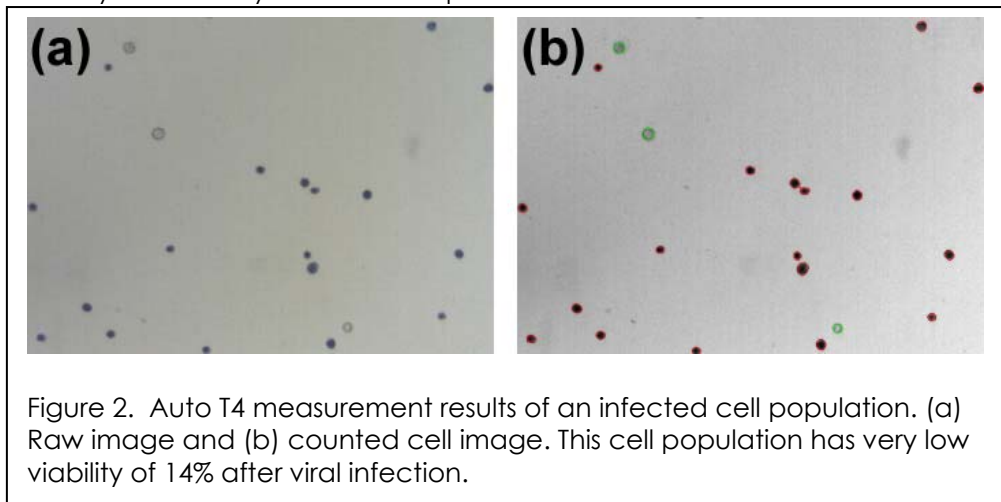 (a) (b)
Figure 2. Auto T4 measurement results of an infected cell population. (a)
Raw image and (b) counted cell image. This cell population has very low
viability of 14% after viral infection.